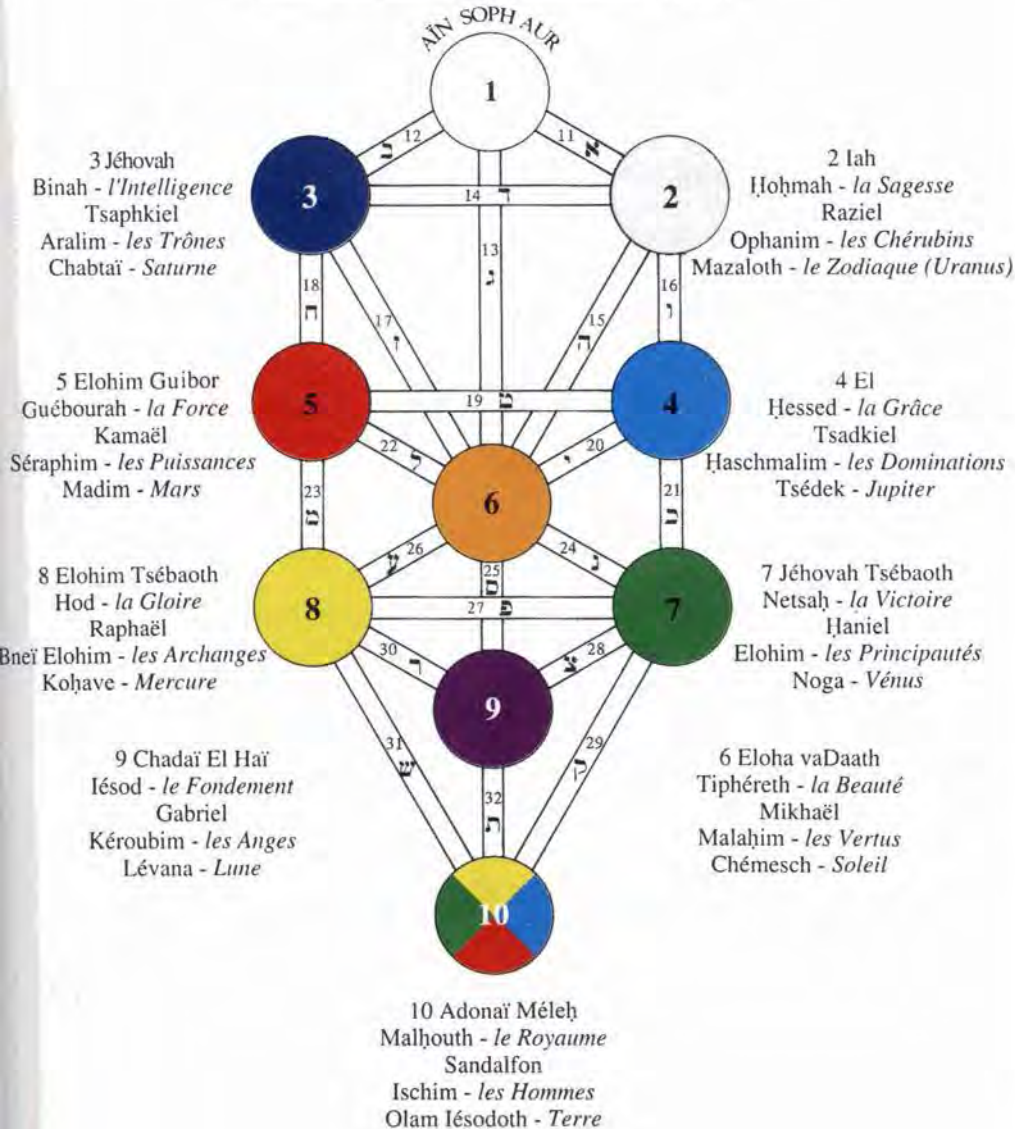 AÏN SOPH AUR
1
12
11
ב
א
3 Jéhovah
Binah - l'Intelligence
Tsaphkiel
Aralim - les Trônes
Chabtaï - Saturne
3
14
ד
2
2 Iah
Ḥoḥmah - la Sagesse
Raziel
Ophanim - les Chérubins
Mazaloth - le Zodiaque (Uranus)
13
18
17
15
ה
16
ו
5 Elohim Guibor
Guébourah - la Force
Kamaël
Séraphim - les Puissances
Madim - Mars
5
19
4
4 El
Ḥessed - la Grâce
Tsadkiel
Ḥaschmalim - les Dominations
Tsédek - Jupiter
22
ל
20
י
23
6
21
26
ע
24
נ
25
ס
8 Elohim Tsébaoth
Hod - la Gloire
Raphaël
Bneï Elohim - les Archanges
Koḥave - Mercure
8
27
פ
7
7 Jéhovah Tsébaoth
Netsaḥ - la Victoire
Ḥaniel
Elohim - les Principautés
Noga - Vénus
30
ר
28
צ
9
9 Chadaï El Haï
Iésod - le Fondement
Gabriel
Kéroubim - les Anges
Lévana - Lune
31
ש
32
ת
29
ק
6 Eloha vaDaath
Tiphéreth - la Beauté
Mikhaël
Malaḥim - les Vertus
Chémesch - Soleil
10
10 Adonaï Méleḥ
Malḥouth - le Royaume
Sandalfon
Ischim - les Hommes
Olam Iésodoth - Terre